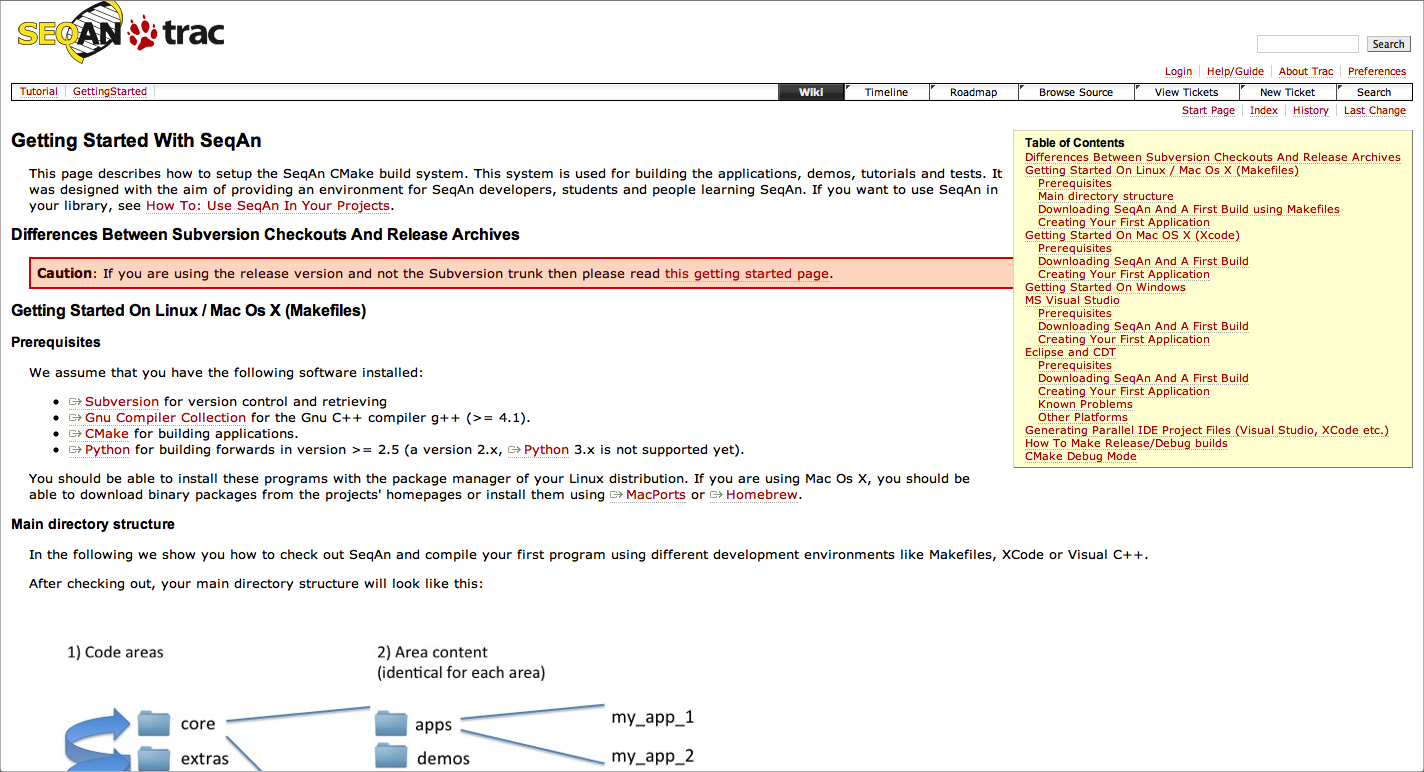 SEQAN trac
Search
Login Help/Guide About Trac Preferences
Tutorial GettingStarted Wiki Timeline Roadmap Browse Source View Tickets New Ticket Search
Start Page Index History Last Change
Getting Started With SeqAn
This page describes how to setup the SeqAn CMake build system. This system is used for building the applications, demos, tutorials and tests. It
was designed with the aim of providing an environment for SeqAn developers, students and people learning SeqAn. If you want to use SeqAn in
your library, see How To: Use SeqAn In Your Projects.
Differences Between Subversion Checkouts And Release Archives
Caution: If you are using the release version and not the Subversion trunk then please read this getting started page.
Getting Started On Linux / Mac Os X (Makefiles)
Prerequisites
We assume that you have the following software installed:
• Subversion for version control and retrieving
• Gnu Compiler Collection for the Gnu C++ compiler g++ (>= 4.1).
• CMake for building applications.
• Python for building forwards in version >= 2.5 (a version 2.x, Python 3.x is not supported yet).
You should be able to install these programs with the package manager of your Linux distribution. If you are using Mac Os X, you should be
able to download binary packages from the projects' homepages or install them using MacPorts or Homebrew.
Main directory structure
In the following we show you how to check out SeqAn and compile your first program using different development environments like Makefiles, XCode or Visual C++.
After checking out, your main directory structure will look like this:
Table of Contents
Differences Between Subversion Checkouts And Release Archives
Getting Started On Linux / Mac Os X (Makefiles)
Prerequisites
Main directory structure
Downloading SeqAn And A First Build using Makefiles
Creating Your First Application
Getting Started On Mac OS X (Xcode)
Prerequisites
Downloading SeqAn And A First Build
Creating Your First Application
Getting Started On Windows
MS Visual Studio
Prerequisites
Downloading SeqAn And A First Build
Creating Your First Application
Eclipse and CDT
Prerequisites
Downloading SeqAn And A First Build
Creating Your First Application
Known Problems
Other Platforms
Generating Parallel IDE Project Files (Visual Studio, XCode etc.)
How To Make Release/Debug builds
CMake Debug Mode
1) Code areas
2) Area content
(identical for each area)
core
apps
my_app_1
extras
demos
my_app_2